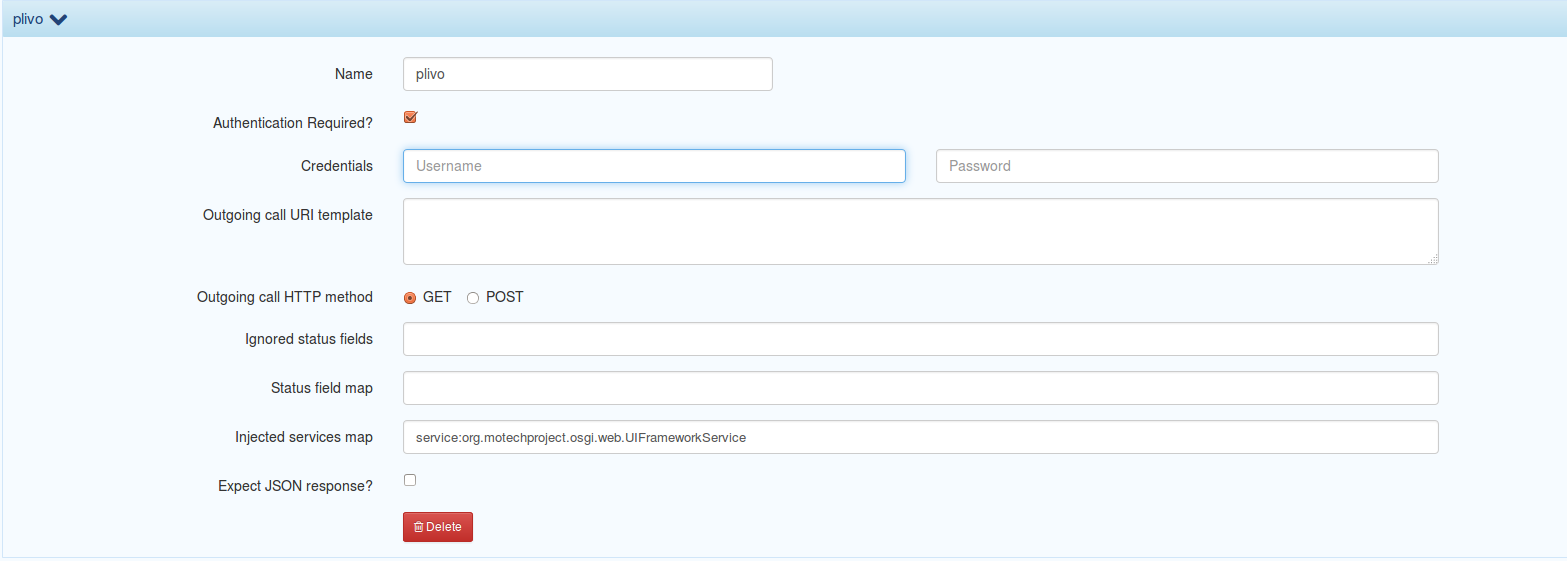 plivo
Name plivo
Authentication Required?
Credentials Username Password
Outgoing call URI template
Outgoing call HTTP method GET POST
Ignored status fields
Status field map
Injected services map service:org.motechproject.osgi.web.UIFrameworkService
Expect JSON response?
Delete